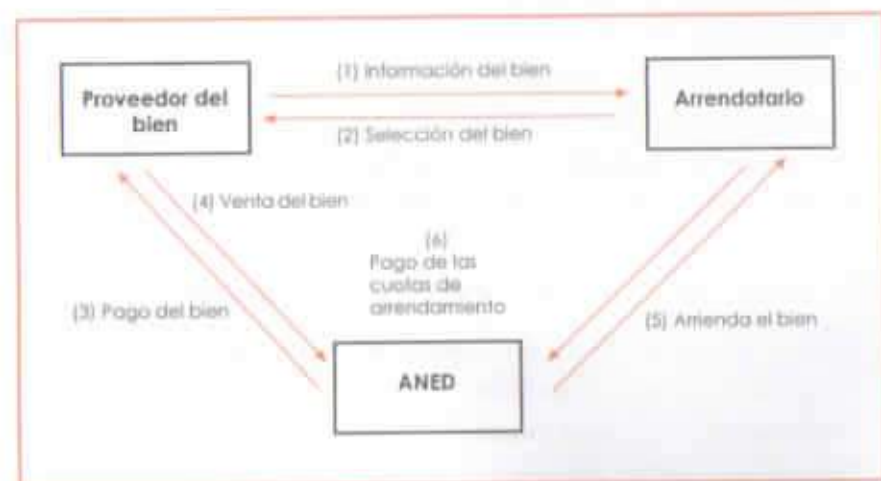 (1) Información del bien
Proveedor del
bien
Arrendatario
(2) Selección del bien
(4) Venta del bien
(6)
Pago de las
cuotas de
arrendamiento
(3) Pago del bien
(5) Arrienda el bien
ANED